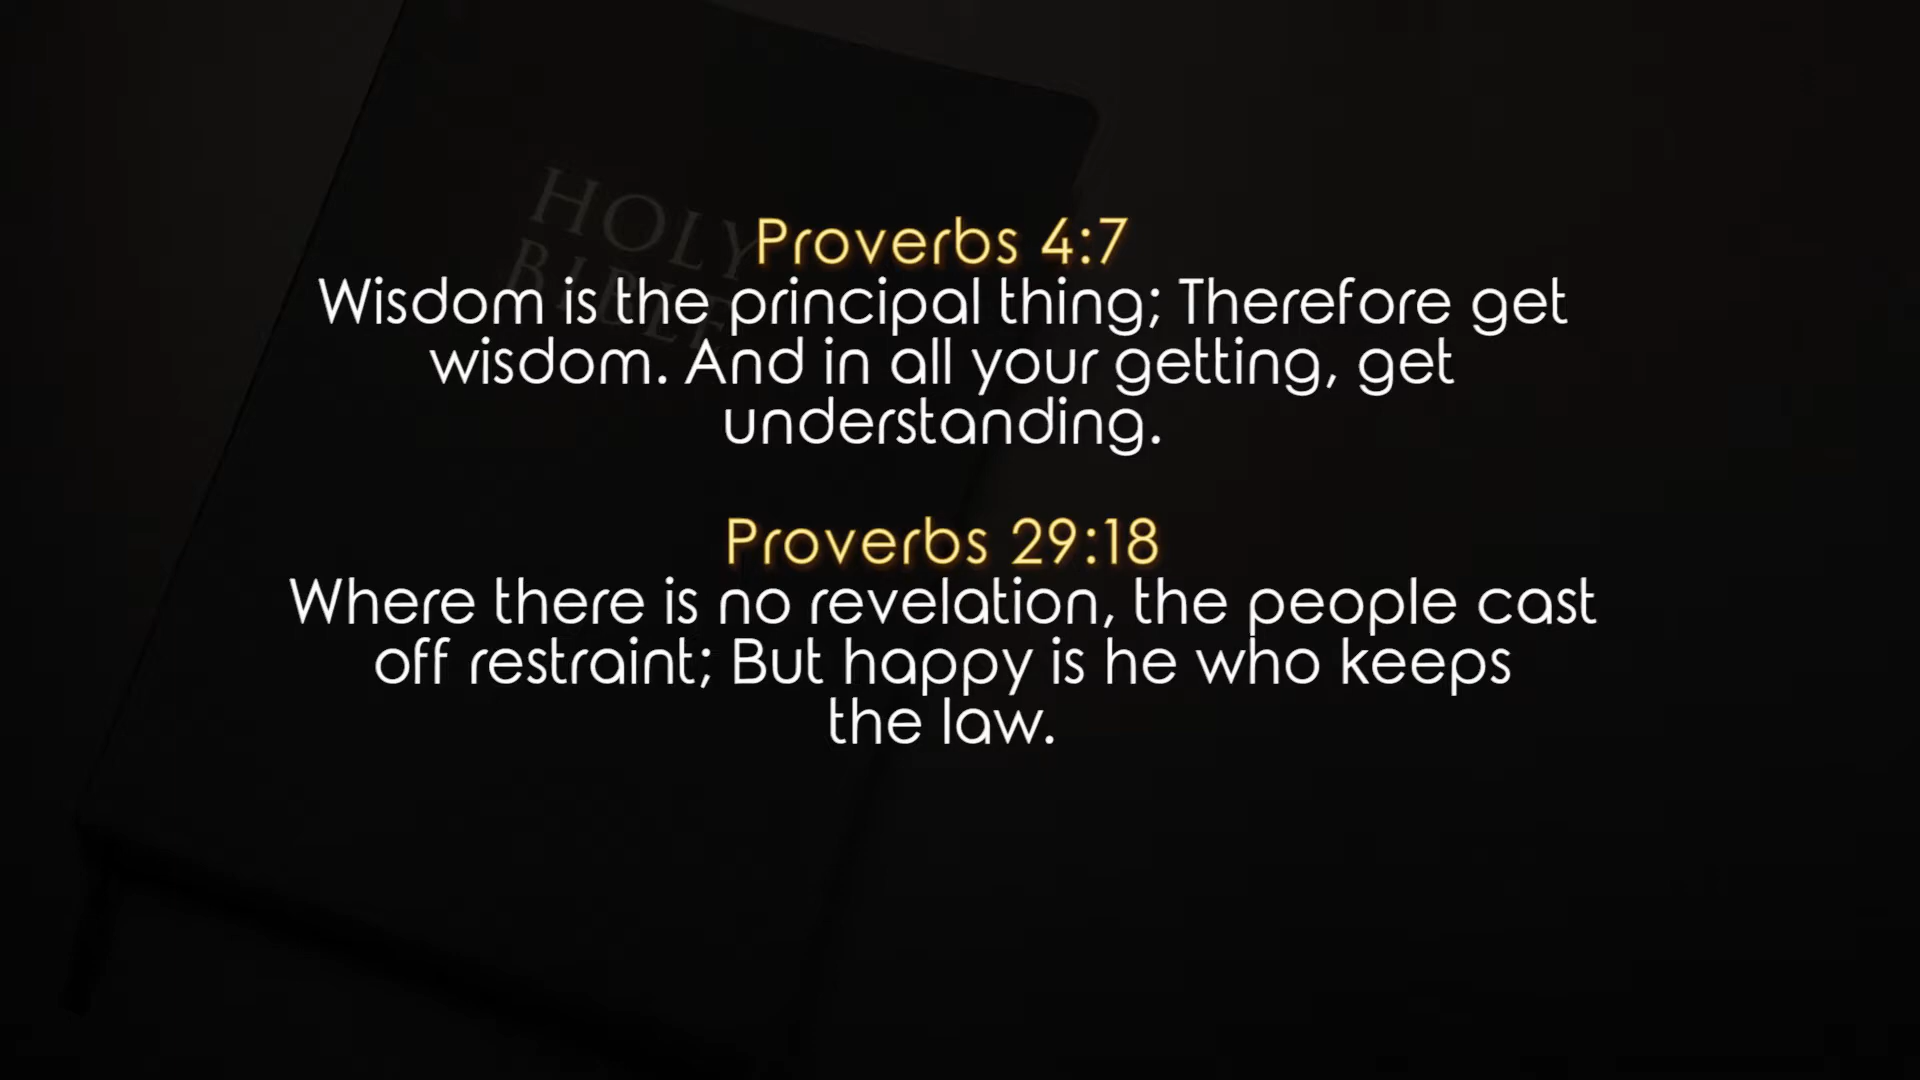 HOLY
BIBLE
Proverbs 4:7
Wisdom is the principal thing; Therefore get
wisdom. And in all your getting, get
understanding.
Proverbs 29:18
Where there is no revelation, the people cast
off restraint; But happy is he who keeps
the law.